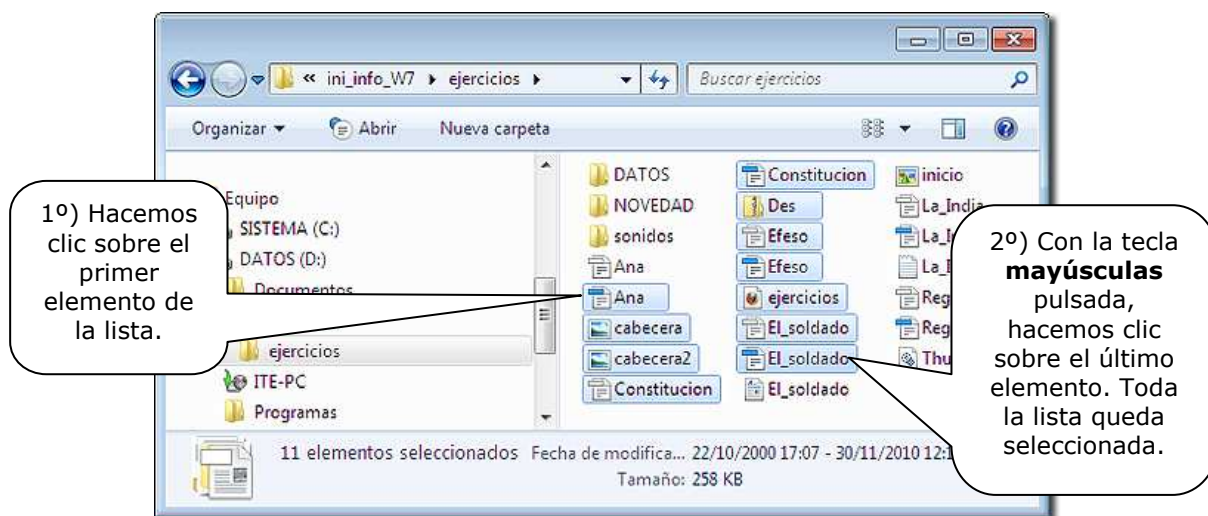 « ini_info_W7 ▸ ejercicios ▸
Buscar ejercicios
Organizar
Abrir
Nueva carpeta
Equipo
SISTEMA (C:)
DATOS (D:)
Documentos
ejercicios
ITE-PC
Programas
DATOS
NOVEDAD
sonidos
Ana
Ana
cabecera
cabecera2
Constitucion
Constitucion
Des
Efeso
Efeso
ejercicios
El_soldado
El_soldado
El_soldado
inicio
La_India
1º) Hacemos
clic sobre el
primer
elemento de
la lista.
2º) Con la tecla
mayúsculas
pulsada,
hacemos clic
sobre el último
elemento. Toda
la lista queda
seleccionada.
11 elementos seleccionados Fecha de modifica... 22/10/2000 17:07 - 30/11/2010
Tamaño: 258 KB